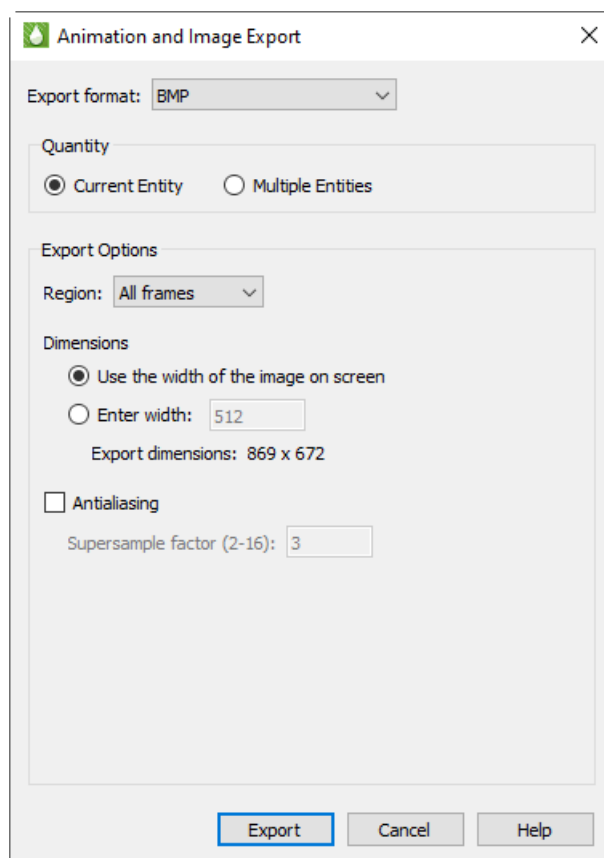 Animation and Image Export
Export format: BMP
Quantity
Current Entity Multiple Entities
Export Options
Region: All frames
Dimensions
Use the width of the image on screen
Enter width: 512
Export dimensions: 869 x 672
Antialiasing
Supersample factor (2-16): 3
Export Cancel Help